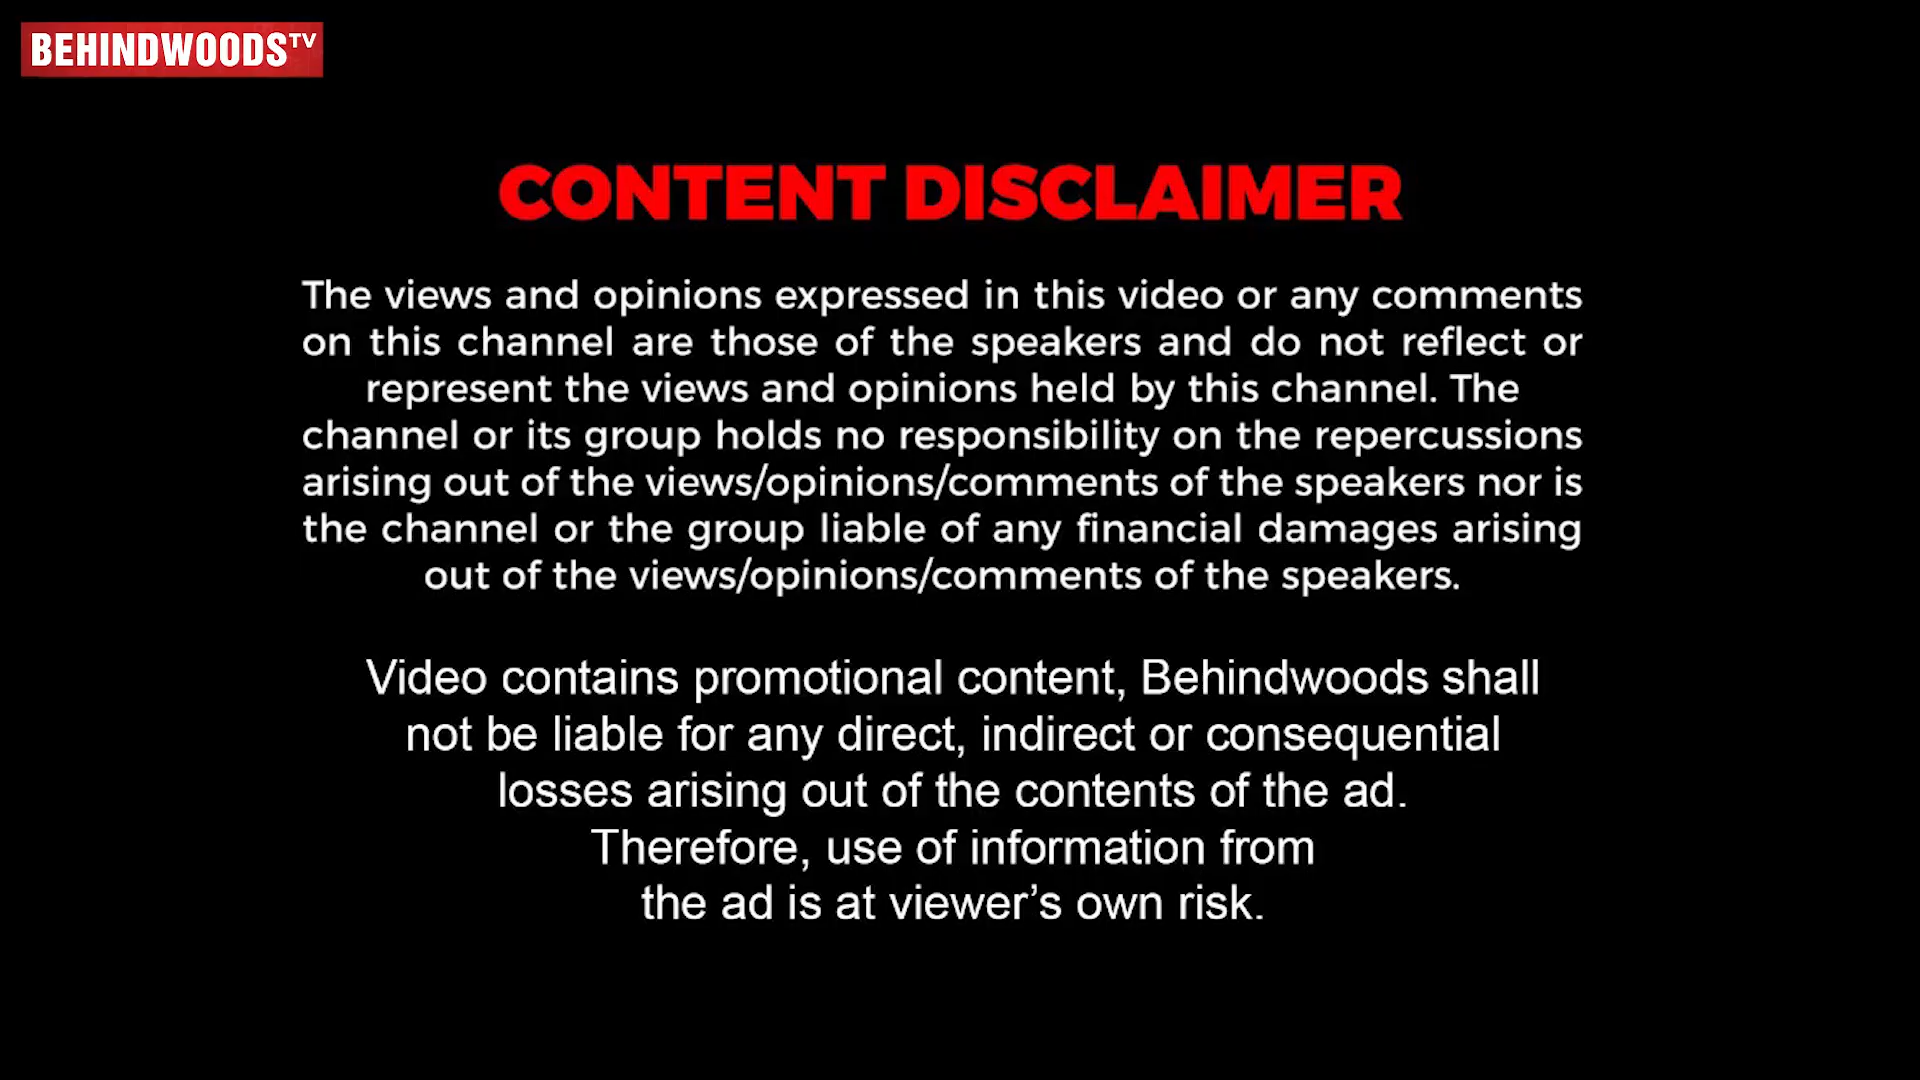 BEHINDWOODS TV
CONTENT DISCLAIMER
The views and opinions expressed in this video or any comments
on this channel are those of the speakers and do not reflect or
represent the views and opinions held by this channel. The
channel or its group holds no responsibility on the repercussions
arising out of the views/opinions/comments of the speakers nor is
the channel or the group liable of any financial damages arising
out of the views/opinions/comments of the speakers.
Video contains promotional content, Behindwoods shall
not be liable for any direct, indirect or consequential
losses arising out of the contents of the ad.
Therefore, use of information from
the ad is at viewer’s own risk.